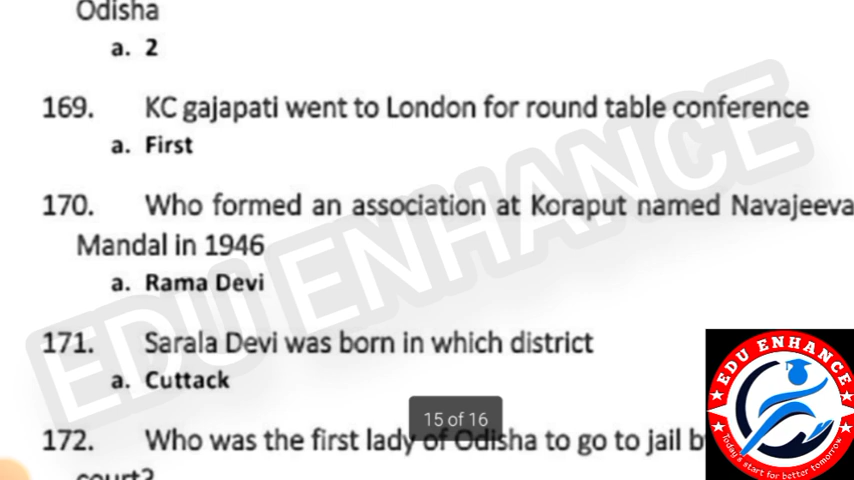 Odisha
a. 2
169. KC gajapati went to London for round table conference
a. First
170. Who formed an association at Koraput named Navajeeva
Mandal in 1946
a. Rama Devi
171. Sarala Devi was born in which district
a. Cuttack
15 of 16
172. Who was the first lady of Odisha to go to jail b
court?
EDU ENHANCE
EDU ENHANCE
Today's start for better tomorrow